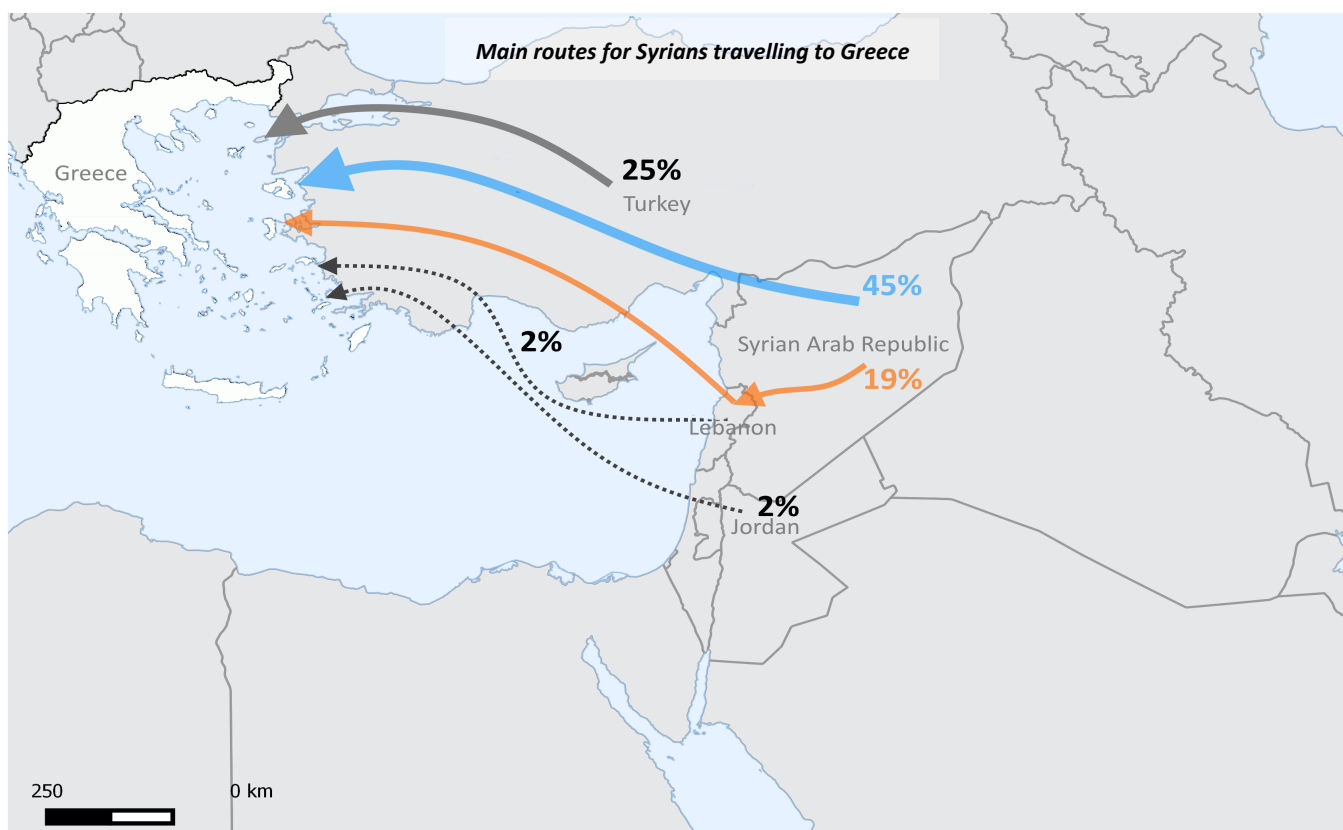 Main routes for Syrians travelling to Greece
25%
Greece
Turkey
45%
2%
Syrian Arab Republic
19%
Lebanon
2%
Jordan
250 0 km